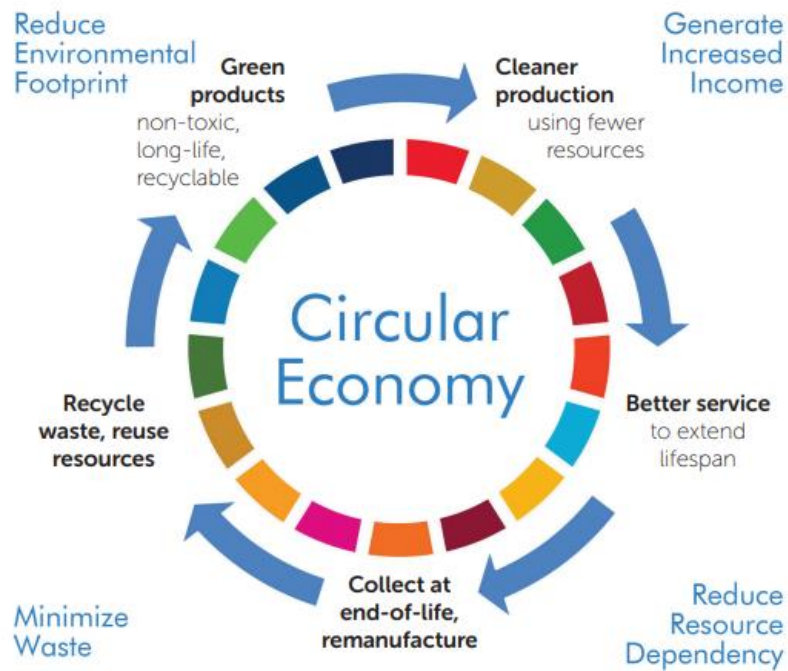 Reduce
Environmental
Footprint
Generate
Increased
Income
Green
products
non-toxic,
long-life,
recyclable
Cleaner
production
using fewer
resources
Circular
Economy
Better service
to extend
lifespan
Recycle
waste, reuse
resources
Collect at
end-of-life,
remanufacture
Minimize
Waste
Reduce
Resource
Dependency